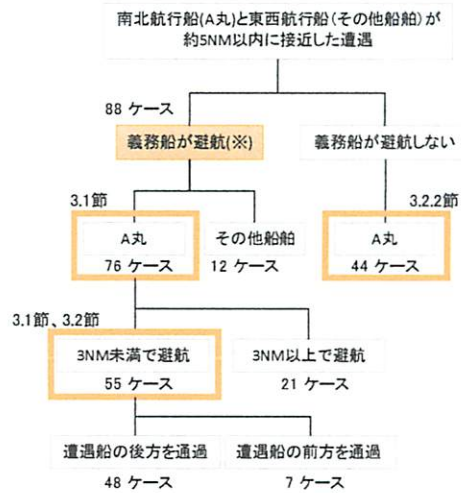 南北航行船(A丸)と東西航行船(その他船舶)が
約5NM以内に接近した遭遇
88 ケース
義務船が避航(※)
義務船が避航しない
3.1節
3.2.2節
A丸
その他船舶
A丸
76 ケース
12 ケース
44 ケース
3.1節、3.2節
3NM未満で避航
3NM以上で避航
55 ケース
21 ケース
遭遇船の後方を通過
遭遇船の前方を通過
48 ケース
7 ケース